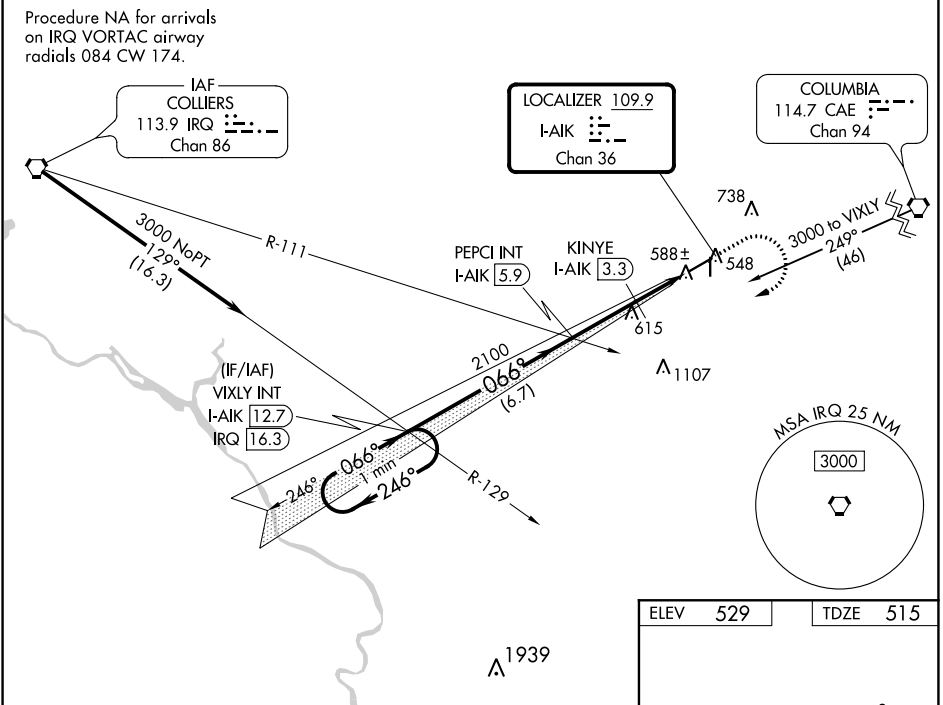 Procedure NA for arrivals
on IRQ VORTAC airway
radials 084 CW 174.
IAF
COLLIERS
113.9 IRQ
Chan 86
LOCALIZER 109.9
I-AIK
Chan 36
COLUMBIA
114.7 CAE
Chan 94
3000 NoPT
129°
(16.3)
R-111
738
3000 to VIXLY
249°
(46)
PEPCI INT
I-AIK 5.9
KINYE
I-AIK 3.3
588±
548
615
1107
2100
066°
(6.7)
(IF/IAF)
VIXLY INT
I-AIK 12.7
IRQ 16.3
246°
066°
1 min
246°
R-129
MSA IRQ 25 NM
3000
1939
ELEV 529
TDZE 515